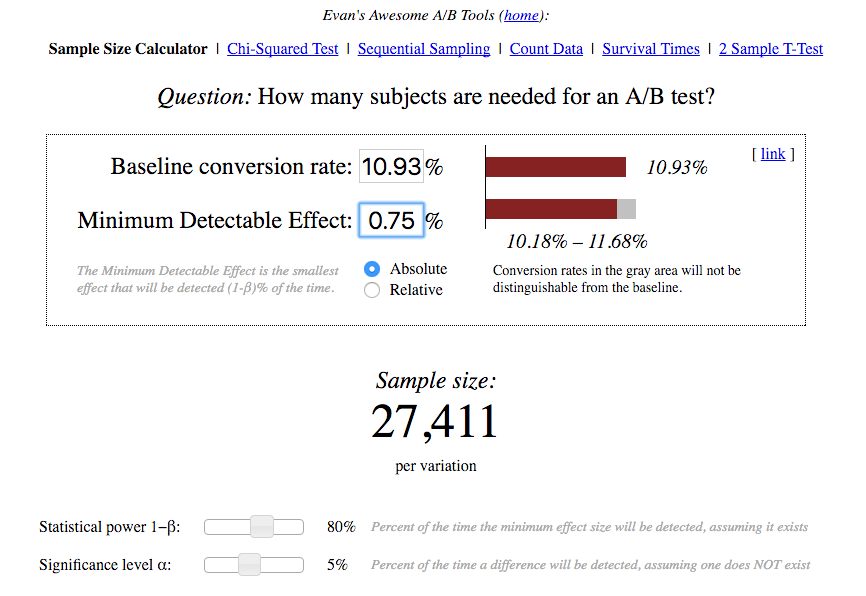 Evan's Awesome A/B Tools (home):
Sample Size Calculator | Chi-Squared Test | Sequential Sampling | Count Data | Survival Times | 2 Sample T-Test
Question: How many subjects are needed for an A/B test?
[ link ]
Baseline conversion rate: 10.93 % 10.93%
Minimum Detectable Effect: 0.75 %
10.18% – 11.68%
The Minimum Detectable Effect is the smallest
effect that will be detected (1-β)% of the time.
Absolute
Relative
Conversion rates in the gray area will not be
distinguishable from the baseline.
Sample size:
27,411
per variation
Statistical power 1−β: 80% Percent of the time the minimum effect size will be detected, assuming it exists
Significance level α: 5% Percent of the time a difference will be detected, assuming one does NOT exist